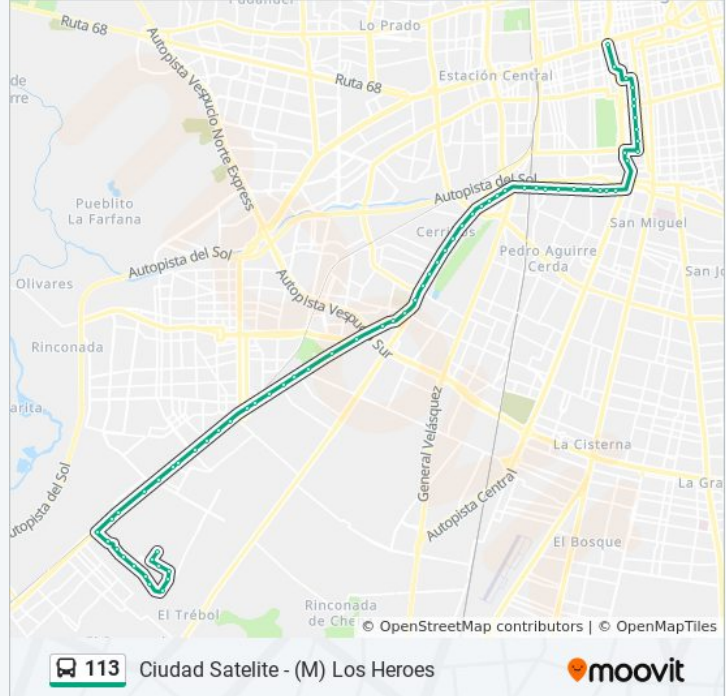 Pudahuel
Ruta 68
Lo Prado
Autopista Vespucio Norte Express
de
rre
Ruta 68
Estación Central
Pueblito
La Farfana
Autopista del Sol
San Miguel
Cerrillos
Pedro Aguirre
Cerda
Autopista del Sol
San Jo
Olivares
Autopista Vespucio Sur
Rinconada
arita
General Velásquez
La Cisterna
Autopista del Sol
La Gra
Autopista Central
El Bosque
El Trébol
Rinconada
de Che
© OpenStreetMap contributors | © OpenMapTiles
113 Ciudad Satelite - (M) Los Heroes
moovit